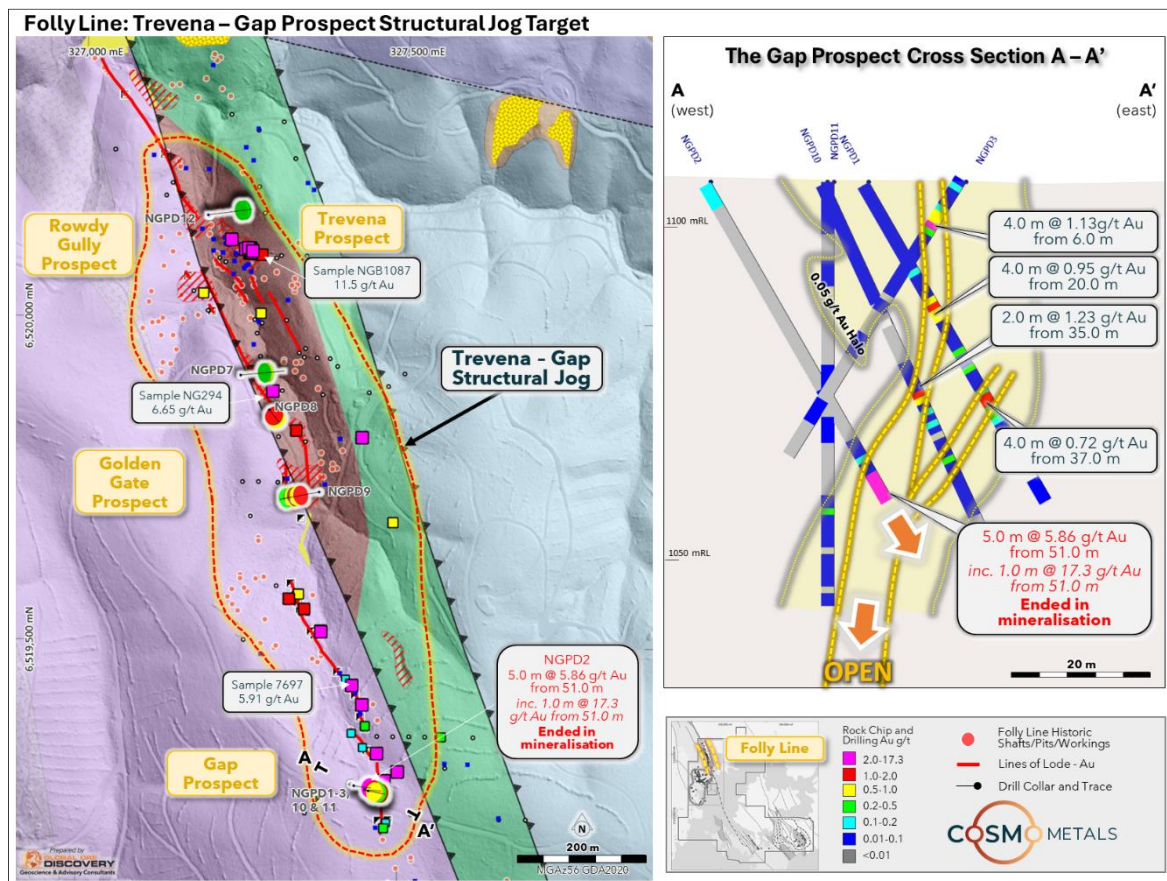 Folly Line: Trevena – Gap Prospect Structural Jog Target
327,000 mE
327,500 mE
6,520,000 mN
6,519,500 mN
NGPD12
Rowdy
Gully
Prospect
Trevena
Prospect
Sample NGB1087
11.5 g/t Au
Trevena - Gap
Structural Jog
NGPD7
Sample NG294
6.65 g/t Au
NGPD8
Golden
Gate
Prospect
NGPD9
Sample 7697
5.91 g/t Au
NGPD2
5.0 m @ 5.86 g/t Au
from 51.0 m
inc. 1.0 m @ 17.3
g/t Au from 51.0 m
Ended in
mineralisation
Gap
Prospect
A
NGPD1-3,
10 & 11
A'
N
200 m
MGAz56 GDA2020
Prepared by
GLOBAL ORE
DISCOVERY
Geoscience & Advisory Consultants
The Gap Prospect Cross Section A – A'
A
(west)
A'
(east)
NGPD2
NGPD10
NGPD11
NGPD1
NGPD3
1100 mRL
1050 mRL
0.05 g/t Au Halo
4.0 m @ 1.13g/t Au
from 6.0 m
4.0 m @ 0.95 g/t Au
from 20.0 m
2.0 m @ 1.23 g/t Au
from 35.0 m
4.0 m @ 0.72 g/t Au
from 37.0 m
5.0 m @ 5.86 g/t Au
from 51.0 m
inc. 1.0 m @ 17.3 g/t Au
from 51.0 m
Ended in
mineralisation
OPEN
20 m
Folly Line
Rock Chip and
Drilling Au g/t
2.0-17.3
1.0-2.0
0.5-1.0
0.2-0.5
0.1-0.2
0.01-0.1
<0.01
Folly Line Historic
Shafts/Pits/Workings
Lines of Lode - Au
Drill Collar and Trace
COSMO
METALS